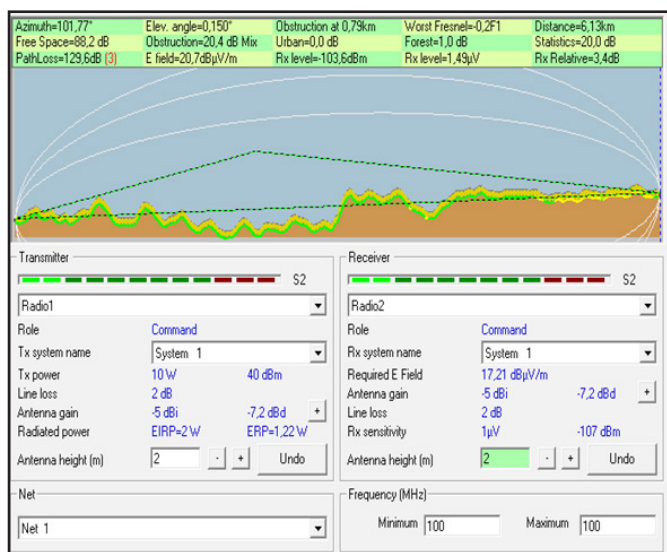 Azimuth=101,77° Elev. angle=0,150° Obstruction at 0,79km Worst Fresnel=-0,2F1 Distance=6,13km
Free Space=88,2 dB Obstruction=20,4 dB Mix Urban=0,0 dB Forest=1,0 dB Statistics=20,0 dB
PathLoss=129,6dB (3) E field=20,7dBµV/m Rx level=-103,6dBm Rx level=1,49µV Rx Relative=3,4dB
Transmitter
S2
Radio1
Role Command
Tx system name System 1
Tx power 10 W 40 dBm
Line loss 2 dB
Antenna gain -5 dBi -7,2 dBd +
Radiated power EIRP=2 W ERP=1,22 W
Antenna height (m) 2 - + Undo
Net
Net 1
Receiver
S2
Radio2
Role Command
Rx system name System 1
Required E Field 17,21 dBµV/m
Antenna gain -5 dBi -7,2 dBd +
Line loss 2 dB
Rx sensitivity 1µV -107 dBm
Antenna height (m) 2 - + Undo
Frequency (MHz)
Minimum 100 Maximum 100